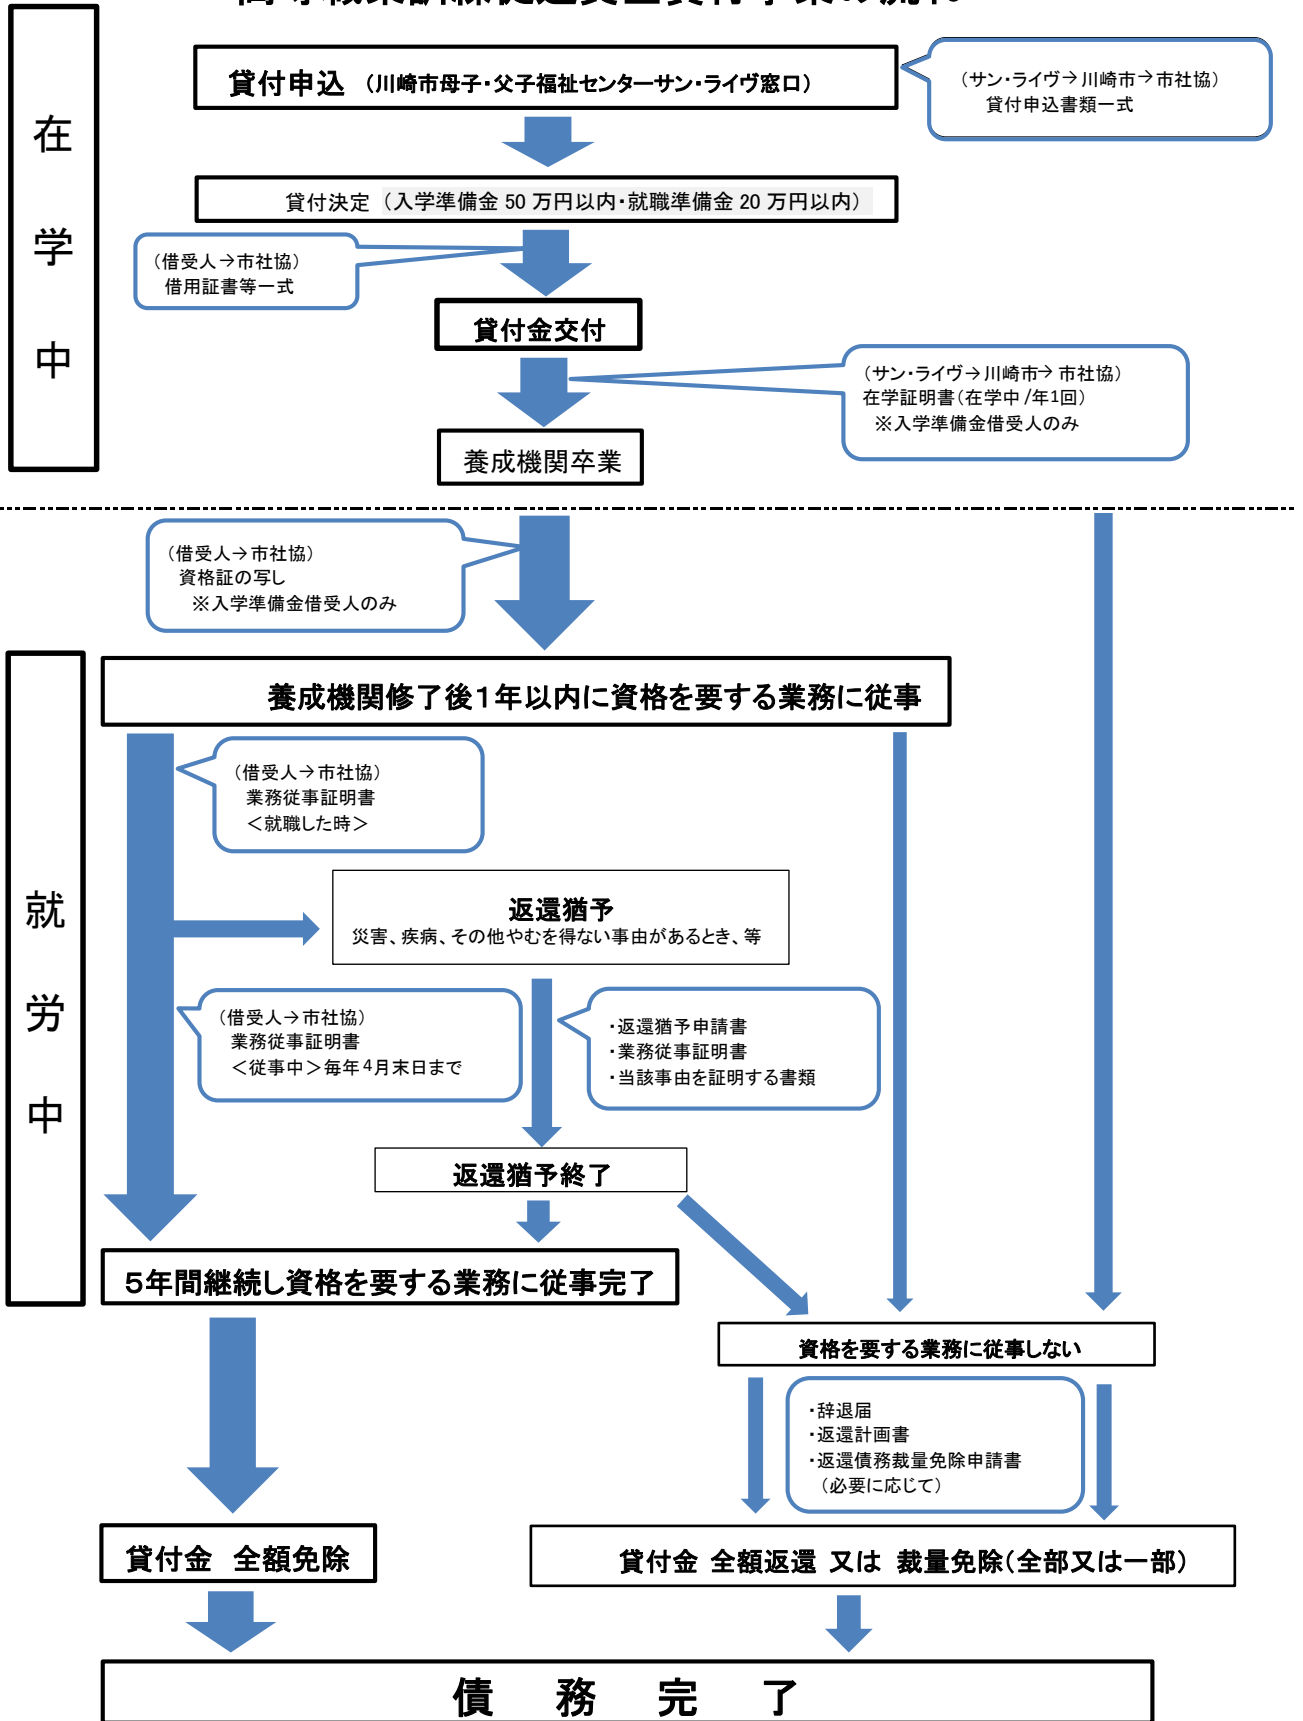 在学中
貸付申込 （川崎市母子・父子福祉センターサン・ライヴ窓口）
（サン・ライヴ→川崎市→市社協）
貸付申込書類一式
貸付決定 （入学準備金 50 万円以内・就職準備金 20 万円以内）
（借受人→市社協）
借用証書等一式
貸付金交付
（サン・ライヴ→川崎市→ 市社協）
在学証明書（在学中/年1回）
※入学準備金借受人のみ
養成機関卒業
（借受人→市社協）
資格証の写し
※入学準備金借受人のみ
就労中
養成機関修了後１年以内に資格を要する業務に従事
（借受人→市社協）
業務従事証明書
＜就職した時＞
返還猶予
災害、疾病、その他やむを得ない事由があるとき、等
（借受人→市社協）
業務従事証明書
＜従事中＞毎年4月末日まで
・返還猶予申請書
・業務従事証明書
・当該事由を証明する書類
返還猶予終了
５年間継続し資格を要する業務に従事完了
資格を要する業務に従事しない
・辞退届
・返還計画書
・返還債務裁量免除申請書
（必要に応じて）
貸付金 全額免除
貸付金 全額返還 又は 裁量免除（全部又は一部）
債務完了